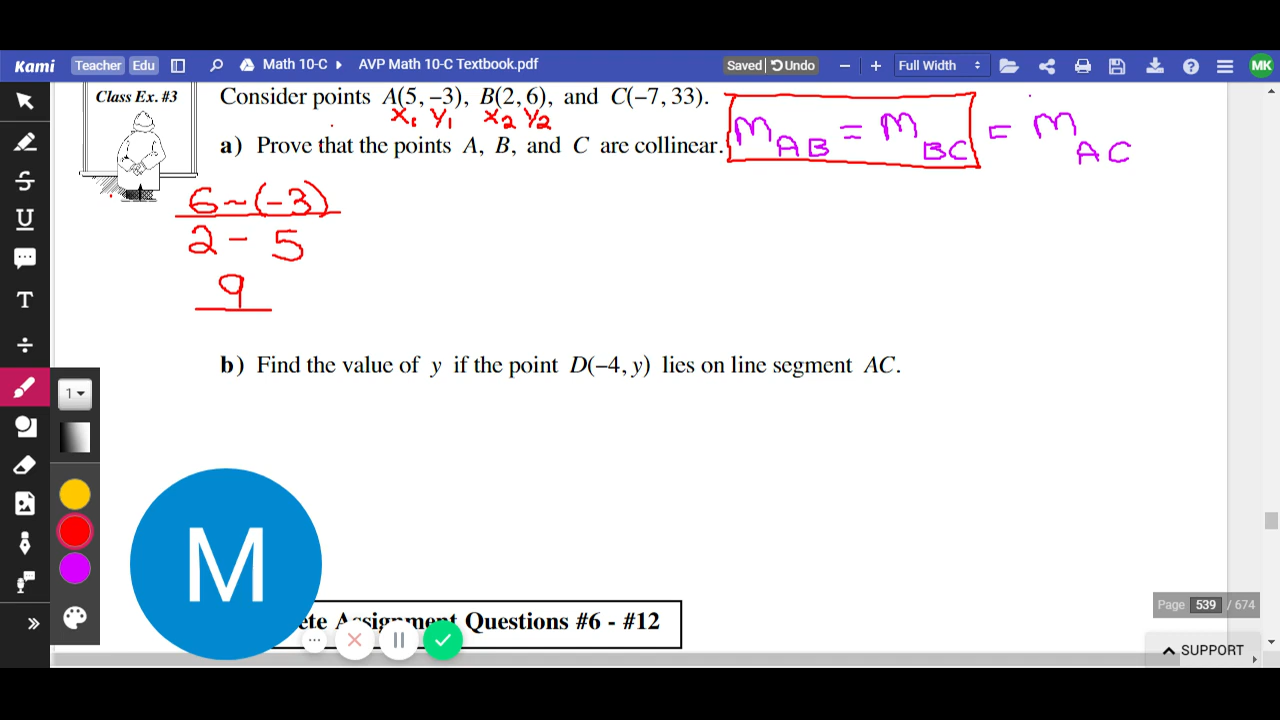 Kami Teacher Edu Math 10-C AVP Math 10-C Textbook.pdf Saved Undo − + Full Width MK
Class Ex. #3
Consider points A(5, −3), B(2, 6), and C(−7, 33).
x₁ y₁ x₂ y₂
a) Prove that the points A, B, and C are collinear.
m_AB = m_BC = m_AC
6 − (−3)
2 − 5
9
b) Find the value of y if the point D(−4, y) lies on line segment AC.
1
T
M
ete Assignment Questions #6 - #12
Page 539 / 674
SUPPORT